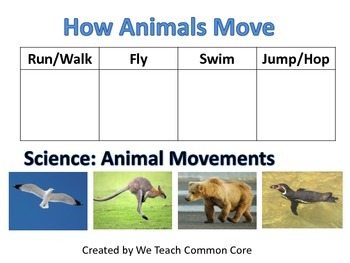 How Animals Move
Run/Walk Fly Swim Jump/Hop
Science: Animal Movements
Created by We Teach Common Core